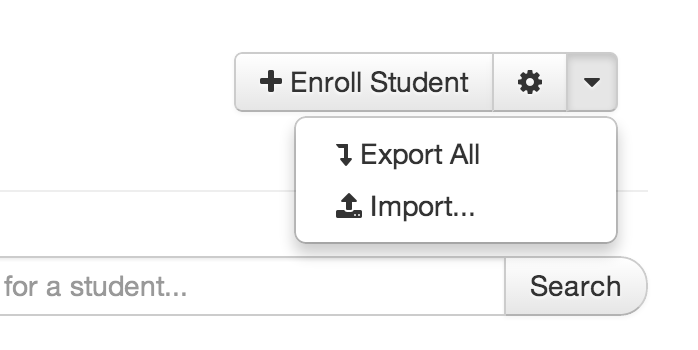 Enroll Student
Export All
Import...
for a student...
Search